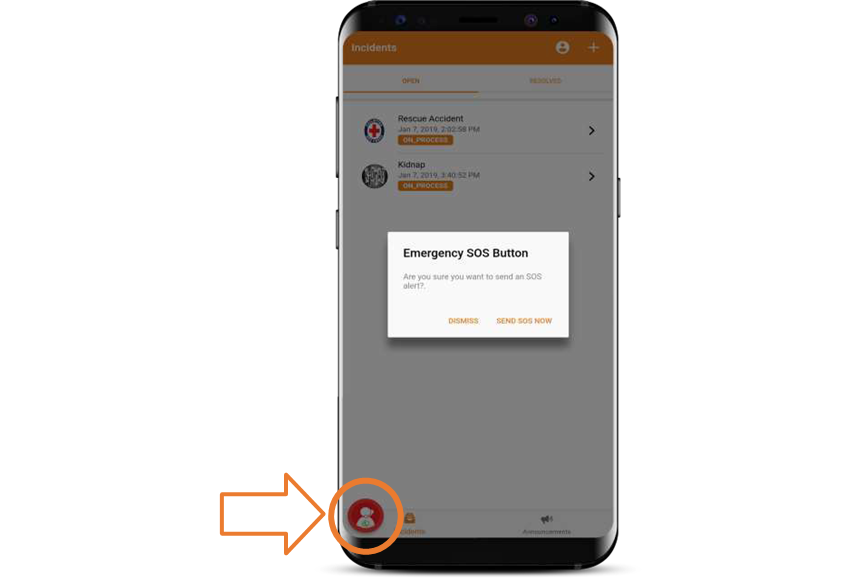 Incidents
OPEN
RESOLVED
Rescue Accident
Jan 7, 2019, 2:02:58 PM
ON_PROCESS
Kidnap
Jan 7, 2019, 3:40:52 PM
ON_PROCESS
Emergency SOS Button
Are you sure you want to send an SOS
alert?.
DISMISS
SEND SOS NOW
Incidents
Announcements